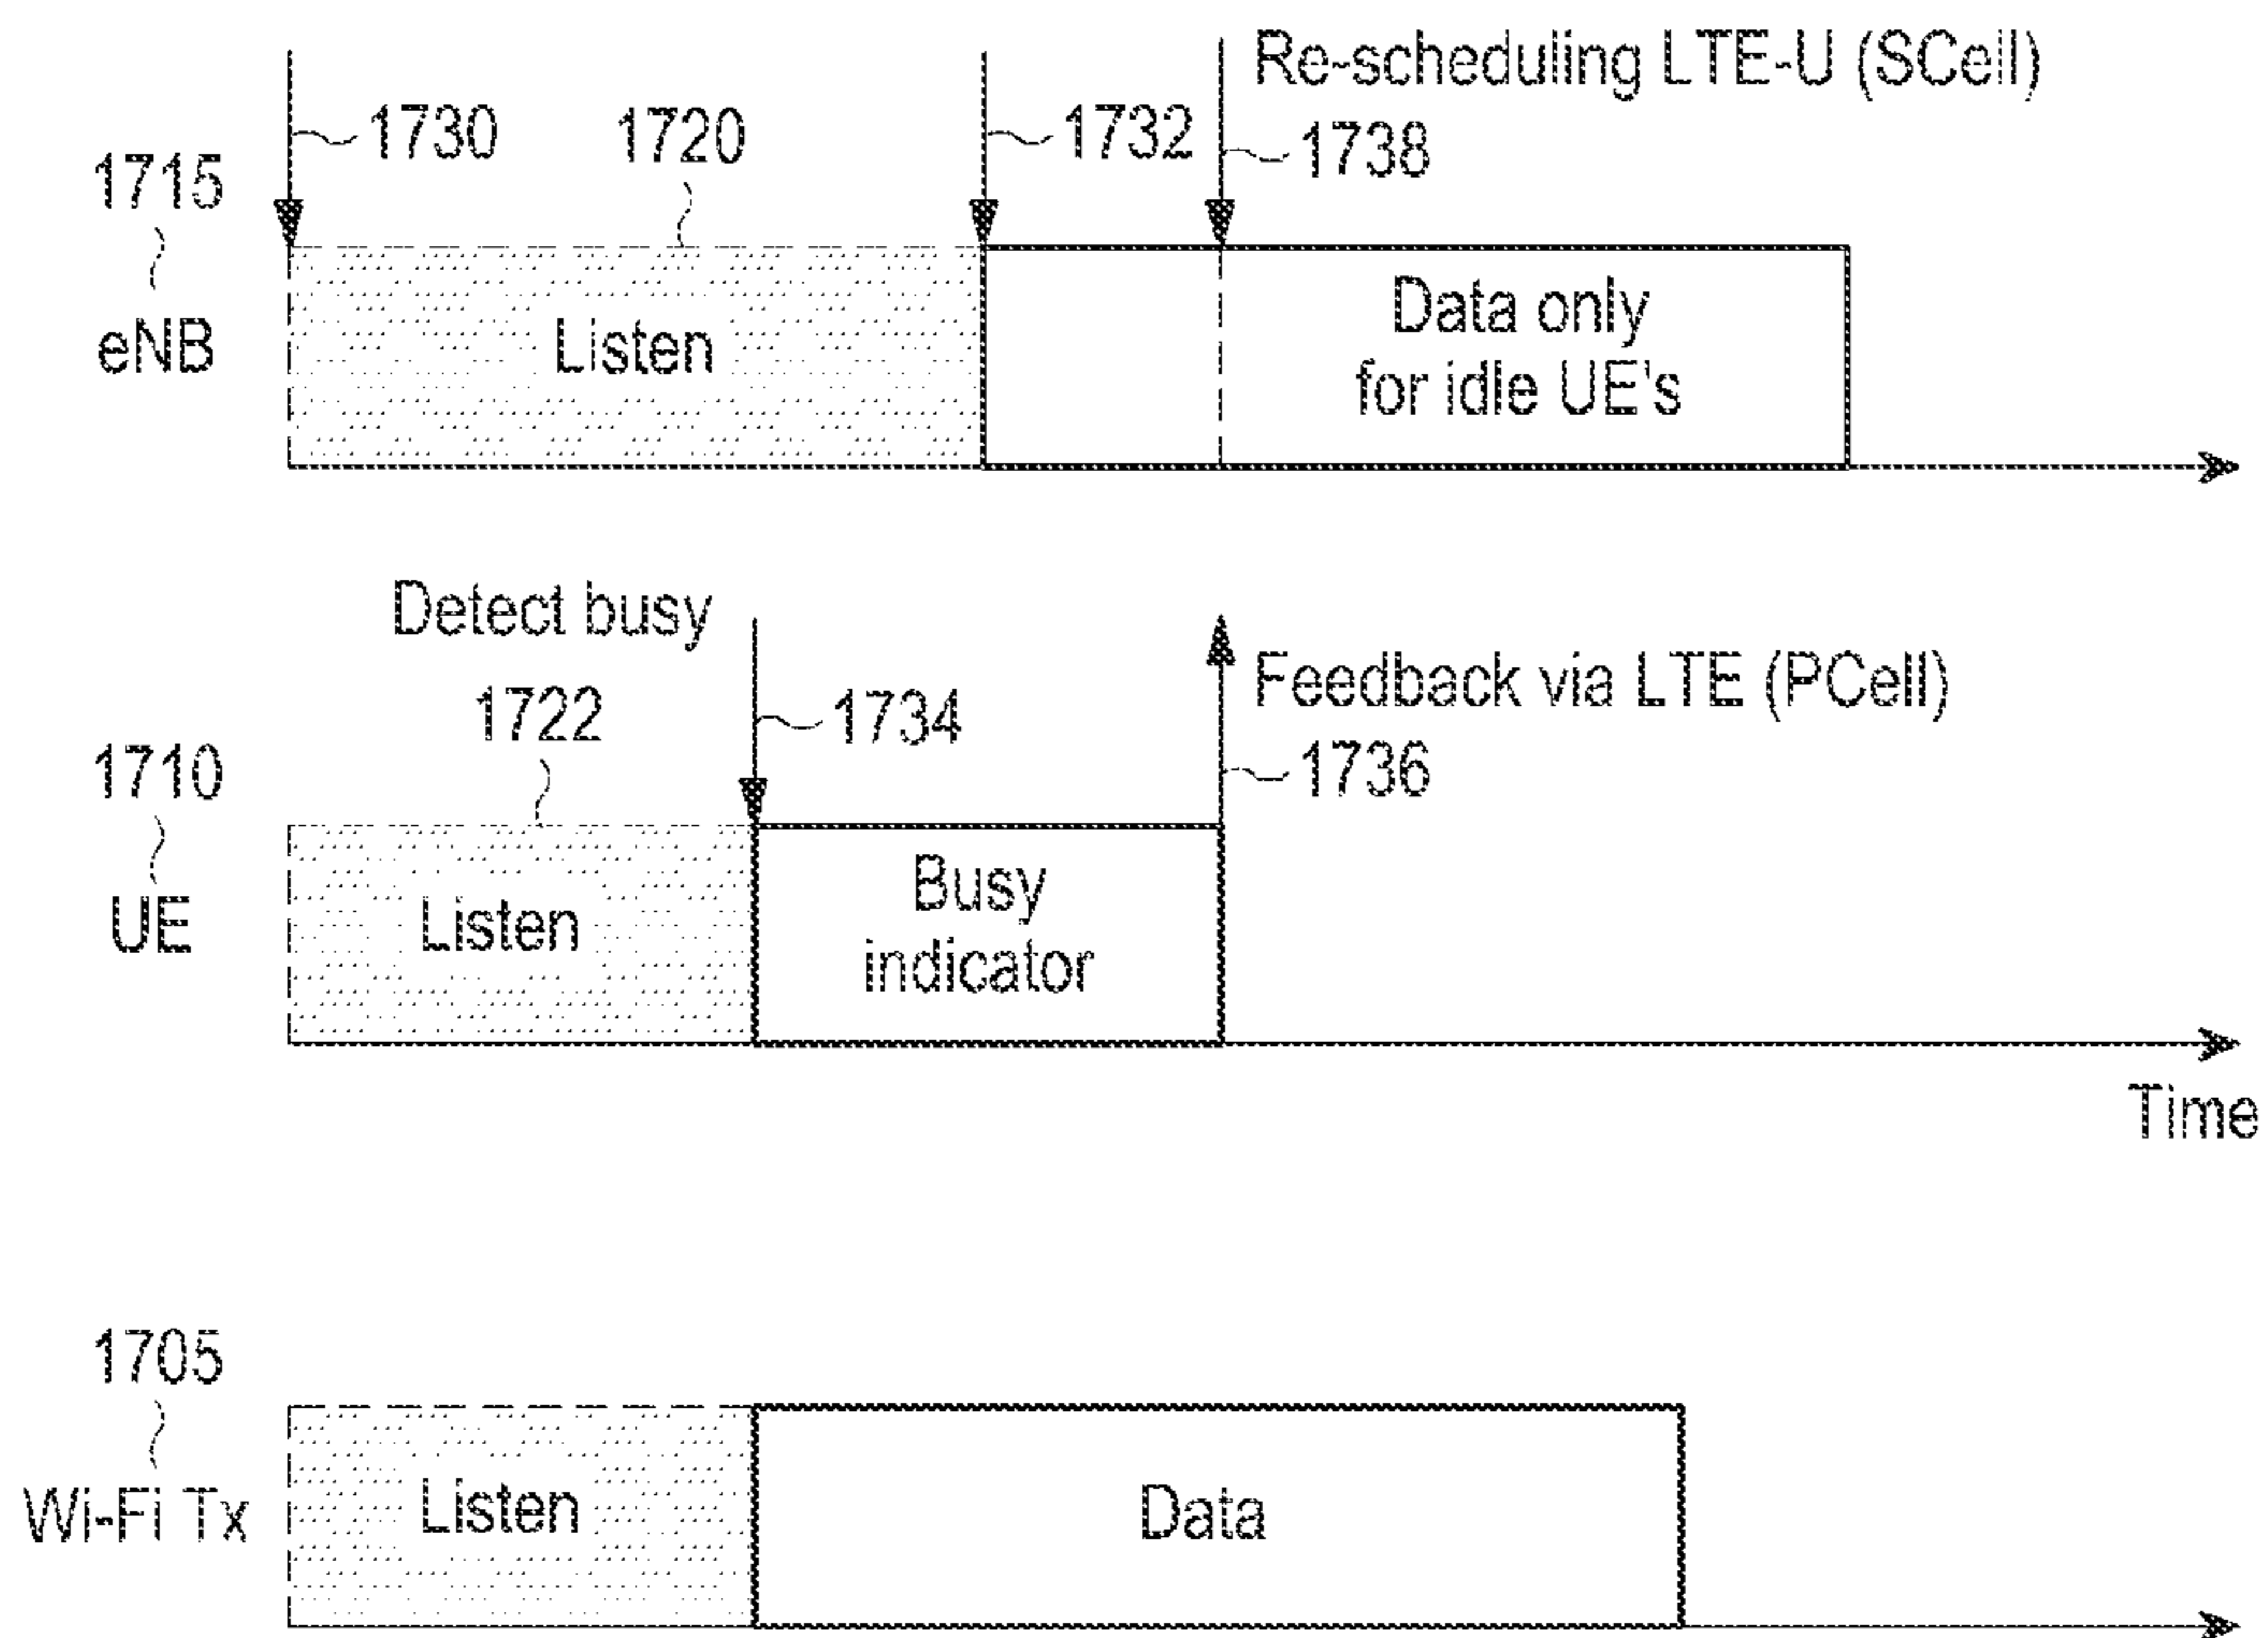 Re-scheduling LTE-U (SCell)
1730
1720
1732
1738
1715
eNB
Listen
Data only
for idle UE's
Detect busy
1722
1734
Feedback via LTE (PCell)
1736
1710
UE
Listen
Busy
indicator
Time
1705
Wi-Fi Tx
Listen
Data